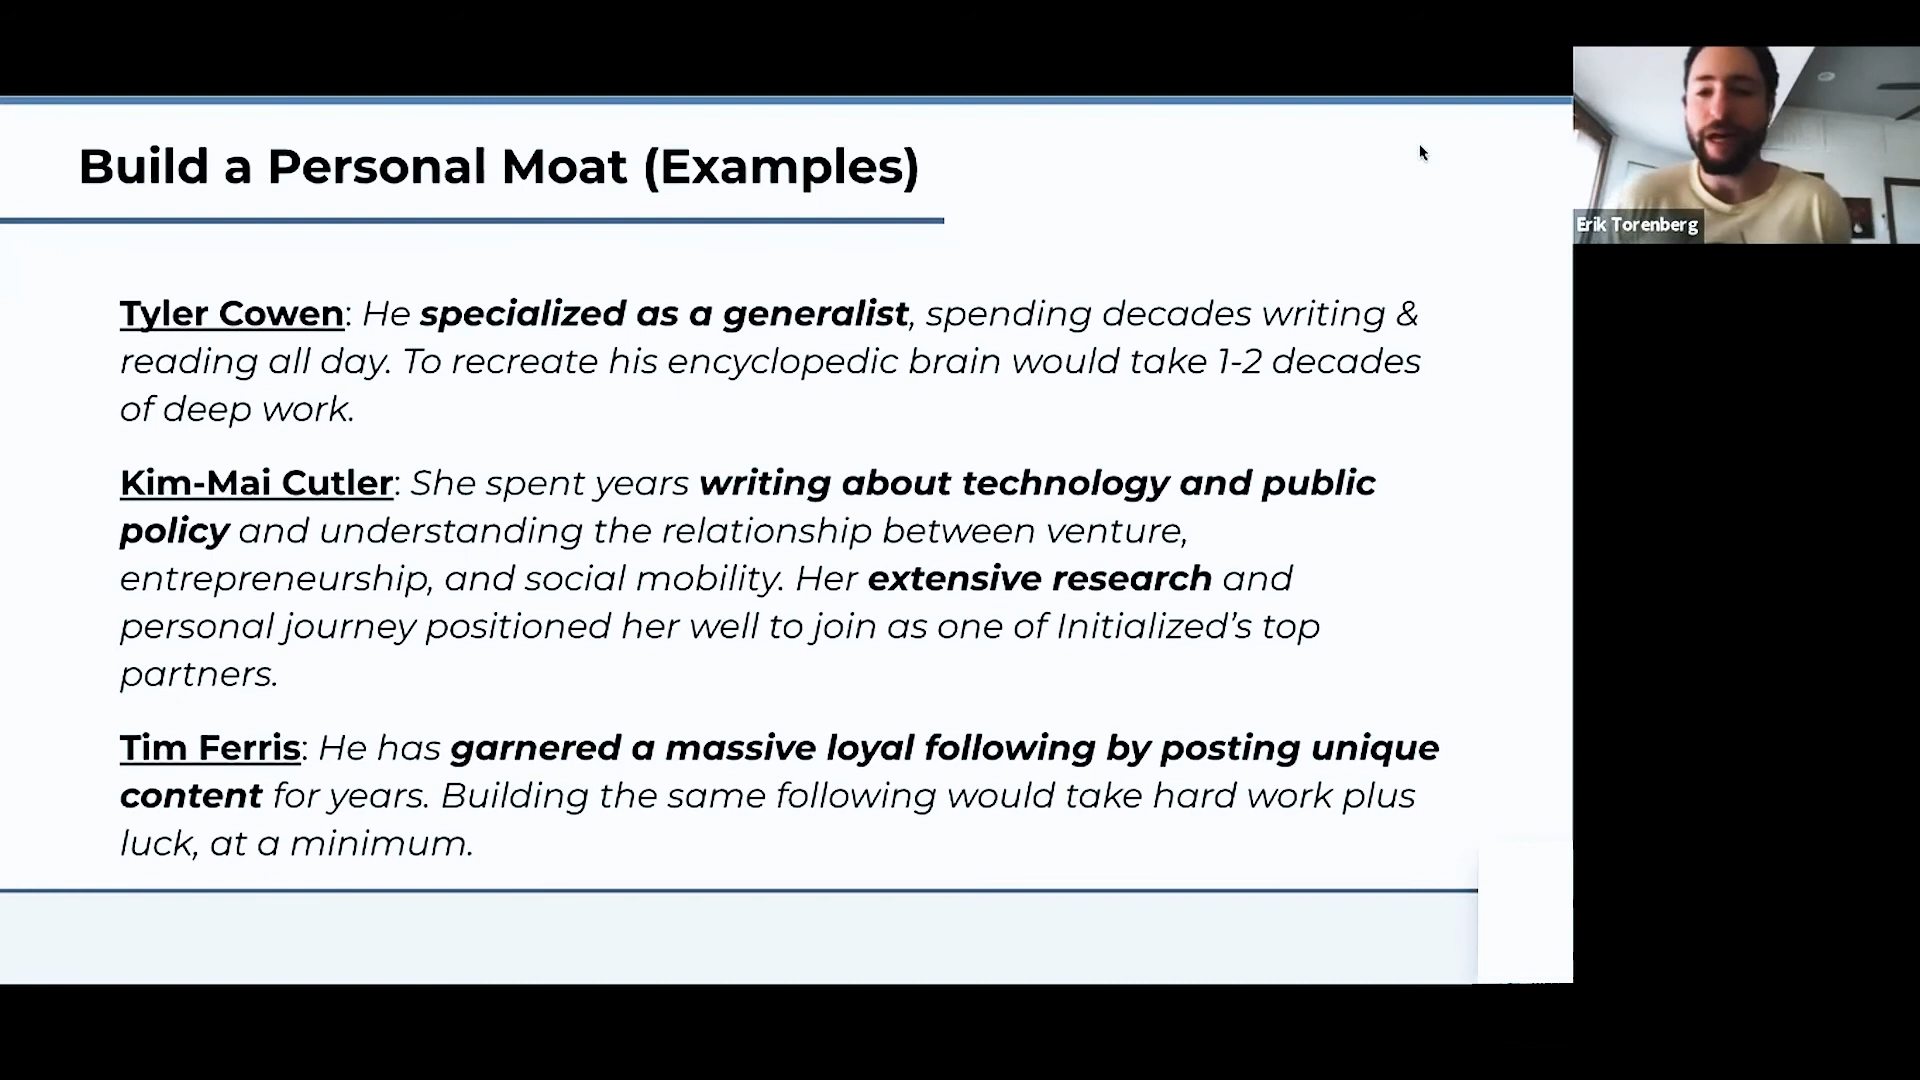 Build a Personal Moat (Examples)
Erik Torenberg
Tyler Cowen: He specialized as a generalist, spending decades writing &
reading all day. To recreate his encyclopedic brain would take 1-2 decades
of deep work.
Kim-Mai Cutler: She spent years writing about technology and public
policy and understanding the relationship between venture,
entrepreneurship, and social mobility. Her extensive research and
personal journey positioned her well to join as one of Initialized’s top
partners.
Tim Ferris: He has garnered a massive loyal following by posting unique
content for years. Building the same following would take hard work plus
luck, at a minimum.